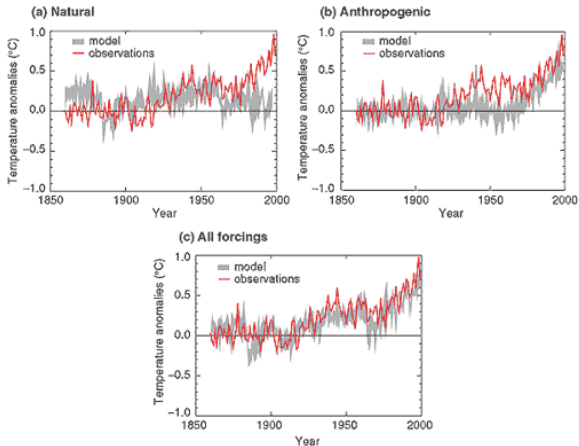 (a) Natural
Temperature anomalies (°C)
1.0
0.5
0.0
−0.5
−1.0
model
observations
1850
1900
1950
2000
Year
(b) Anthropogenic
Temperature anomalies (°C)
1.0
0.5
0.0
−0.5
−1.0
model
observations
1850
1900
1950
2000
Year
(c) All forcings
Temperature anomalies (°C)
1.0
0.5
0.0
−0.5
−1.0
model
observations
1850
1900
1950
2000
Year